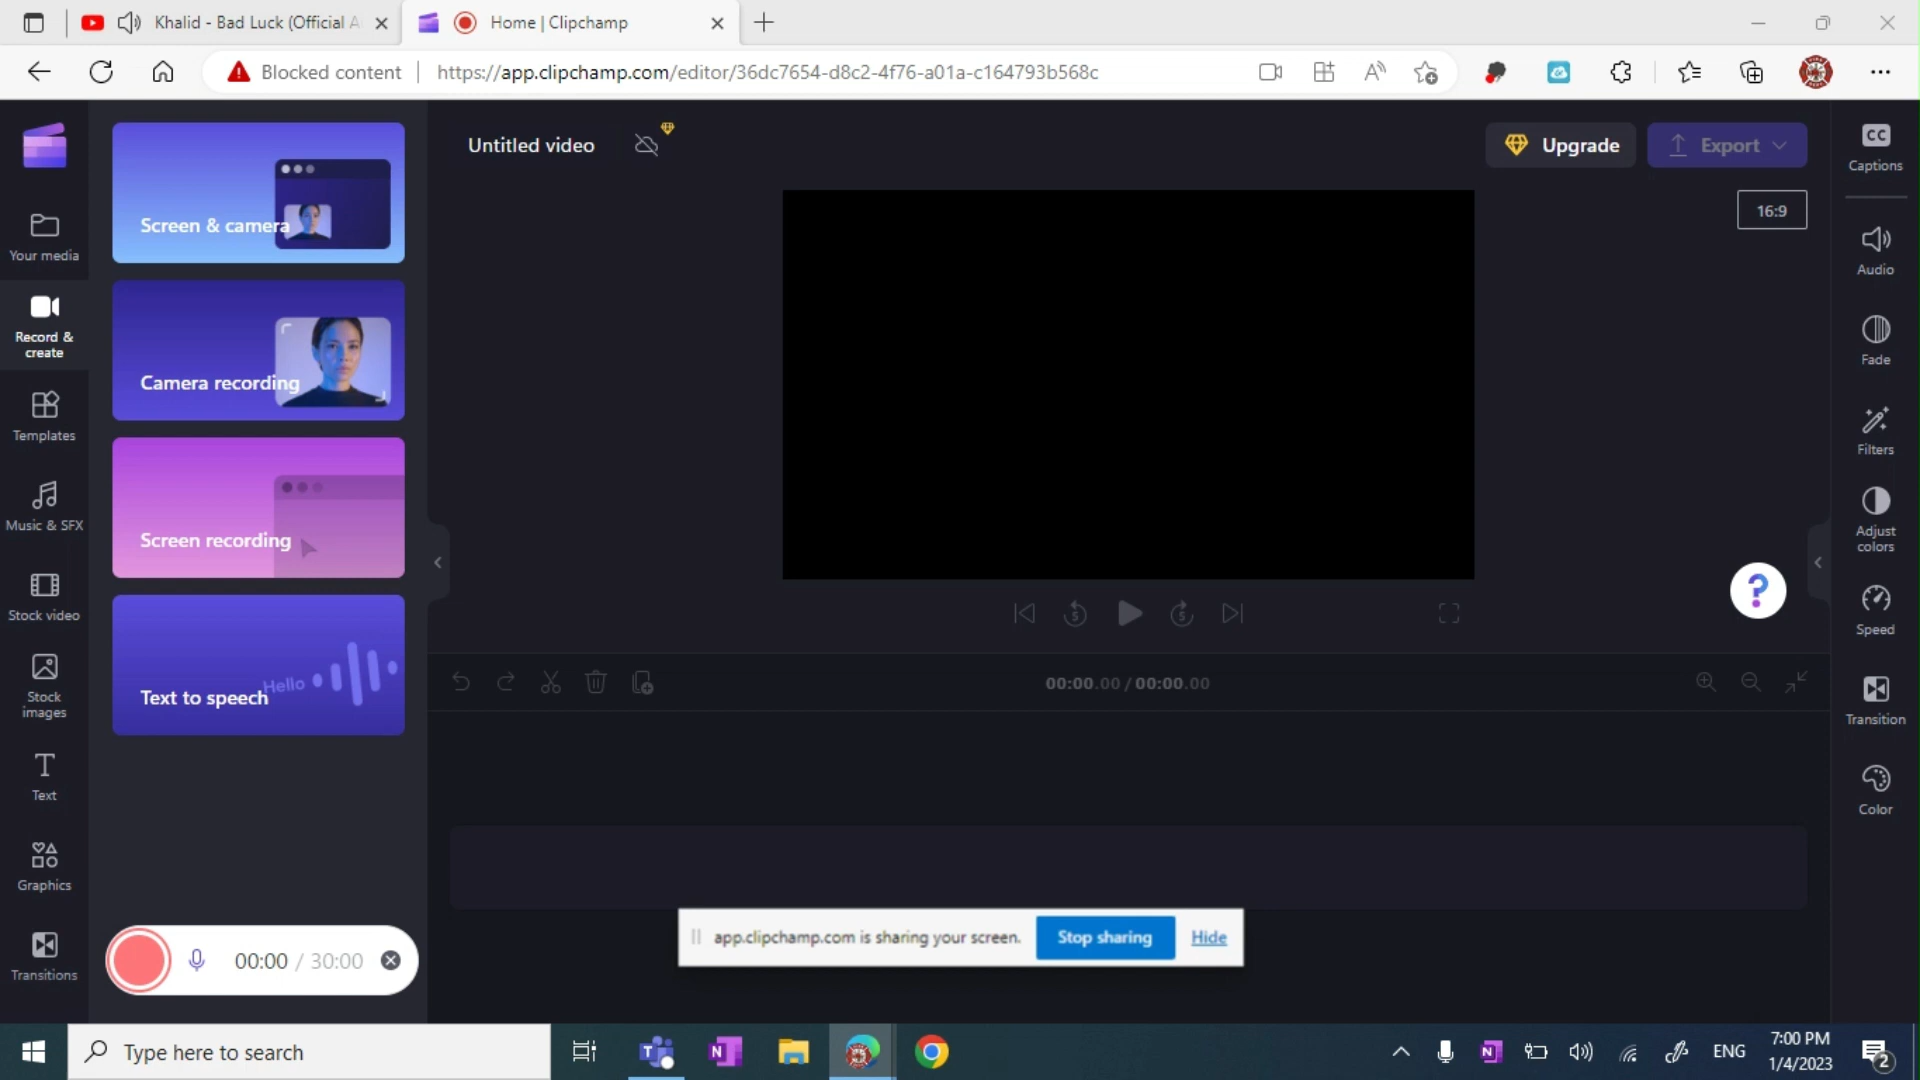 Khalid - Bad Luck (Official A
Home | Clipchamp
Blocked content
https://app.clipchamp.com/editor/36dc7654-d8c2-4f76-a01a-c164793b568c
Untitled video
Upgrade
Export
16:9
Your media
Record &
create
Templates
Music & SFX
Stock video
Stock
images
Text
Graphics
Transitions
Screen & camera
Camera recording
Screen recording
Hello
Text to speech
00:00 / 30:00
5
5
00:00.00 / 00:00.00
?
CC
Captions
Audio
Fade
Filters
Adjust
colors
Speed
Transition
Color
app.clipchamp.com is sharing your screen.
Stop sharing
Hide
Type here to search
T
N
N
ENG
7:00 PM
1/4/2023
2